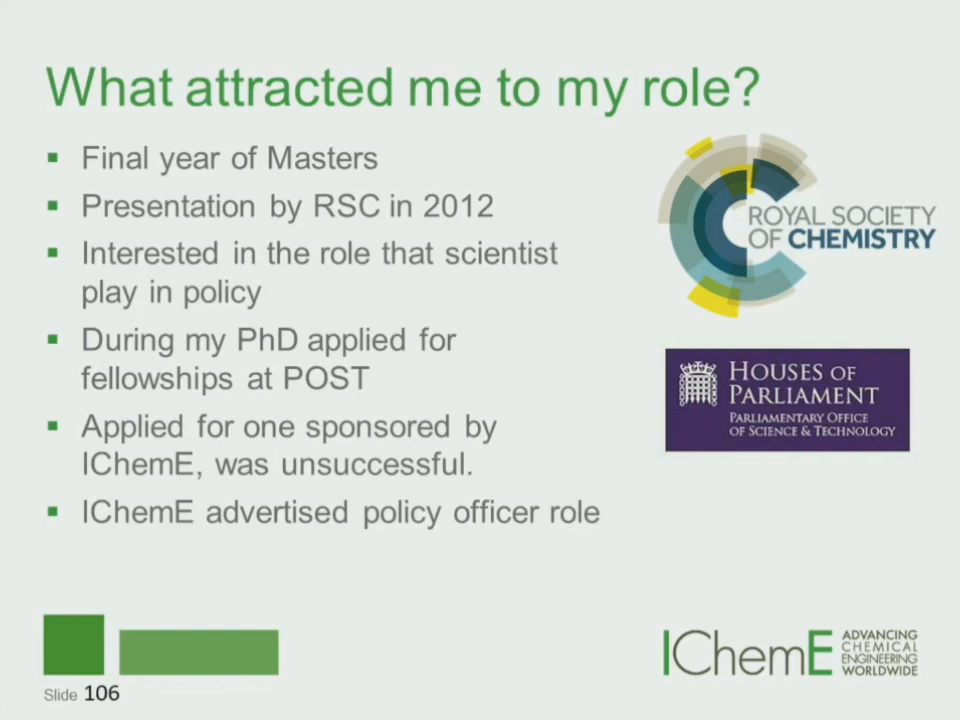 What attracted me to my role?
Final year of Masters
Presentation by RSC in 2012
Interested in the role that scientist
play in policy
During my PhD applied for
fellowships at POST
Applied for one sponsored by
IChemE, was unsuccessful.
IChemE advertised policy officer role
ROYAL SOCIETY
OF CHEMISTRY
HOUSES OF
PARLIAMENT
PARLIAMENTARY OFFICE
OF SCIENCE & TECHNOLOGY
IChemE
ADVANCING
CHEMICAL
ENGINEERING
WORLDWIDE
Slide 106